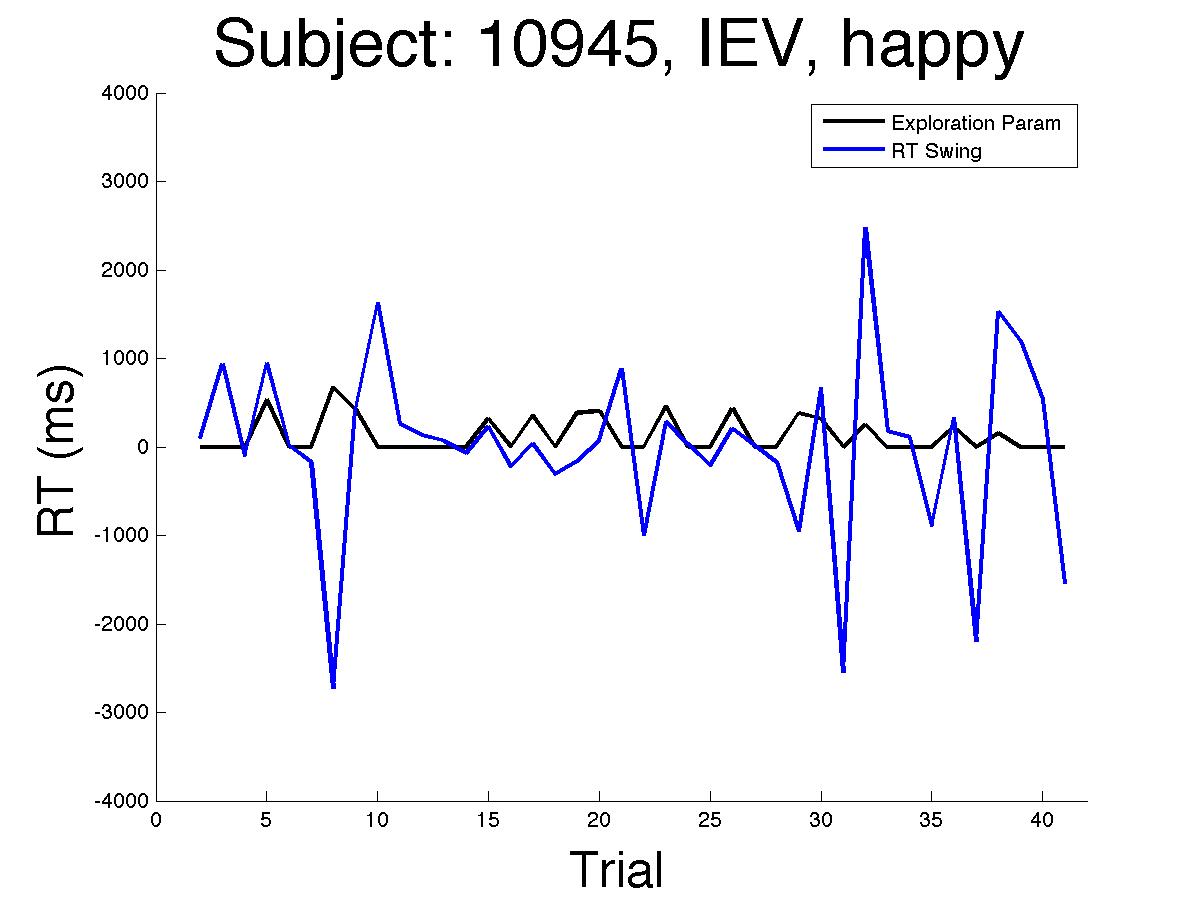 Subject: 10945, IEV, happy
4000
3000
2000
1000
0
-1000
-2000
-3000
-4000
RT (ms)
Exploration Param
RT Swing
0 5 10 15 20 25 30 35 40
Trial